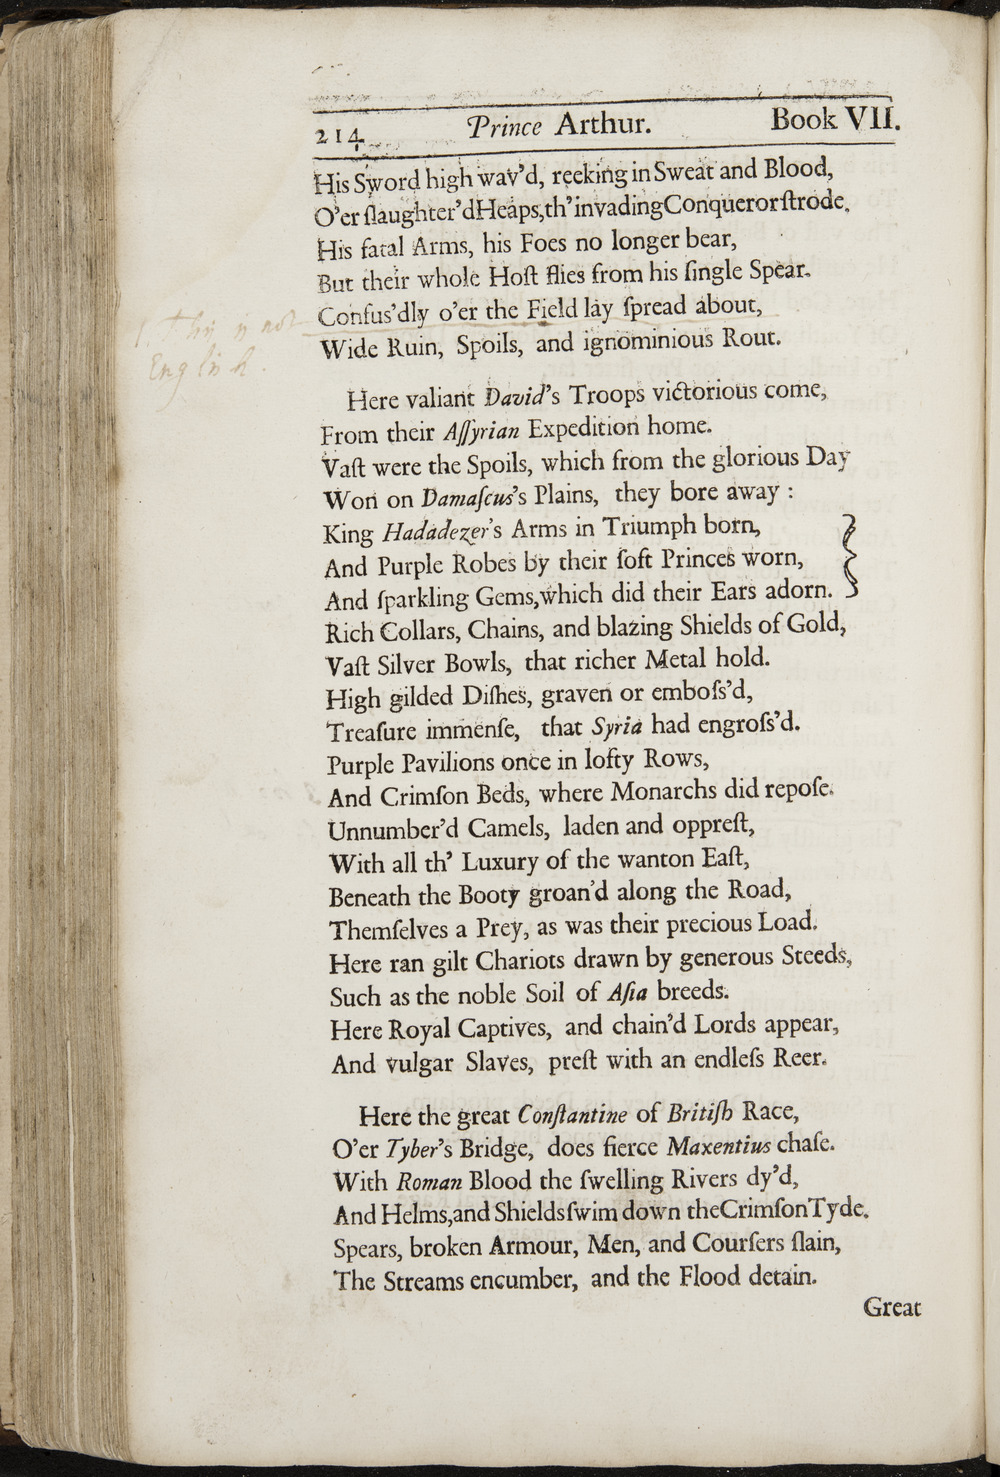 214 Prince Arthur. Book VII.
His Sword high wav'd, reeking in Sweat and Blood,
O'er ſlaughter'd Heaps, th' invading Conqueror ſtrode,
His fatal Arms, his Foes no longer bear,
But their whole Hoſt flies from his ſingle Spear.
Confus'dly o'er the Field lay ſpread about,
Wide Ruin, Spoils, and ignominious Rout.
1. This is not
English.
Here valiant David's Troops victorious come,
From their Aſſyrian Expedition home.
Vaſt were the Spoils, which from the glorious Day
Won on Damaſcus's Plains, they bore away :
King Hadadezer's Arms in Triumph born,
And Purple Robes by their ſoft Princes worn,
And ſparkling Gems, which did their Ears adorn.
Rich Collars, Chains, and blazing Shields of Gold,
Vaſt Silver Bowls, that richer Metal hold.
High gilded Diſhes, graven or emboſs'd,
Treaſure immenſe, that Syria had engroſs'd.
Purple Pavilions once in lofty Rows,
And Crimſon Beds, where Monarchs did repoſe.
Unnumber'd Camels, laden and oppreſt,
With all th' Luxury of the wanton Eaſt,
Beneath the Booty groan'd along the Road,
Themſelves a Prey, as was their precious Load.
Here ran gilt Chariots drawn by generous Steeds,
Such as the noble Soil of Aſia breeds.
Here Royal Captives, and chain'd Lords appear,
And vulgar Slaves, preſt with an endleſs Reer.
Here the great Conſtantine of Britiſh Race,
O'er Tyber's Bridge, does fierce Maxentius chaſe.
With Roman Blood the ſwelling Rivers dy'd,
And Helms, and Shields ſwim down the Crimſon Tyde.
Spears, broken Armour, Men, and Courſers ſlain,
The Streams encumber, and the Flood detain.
Great